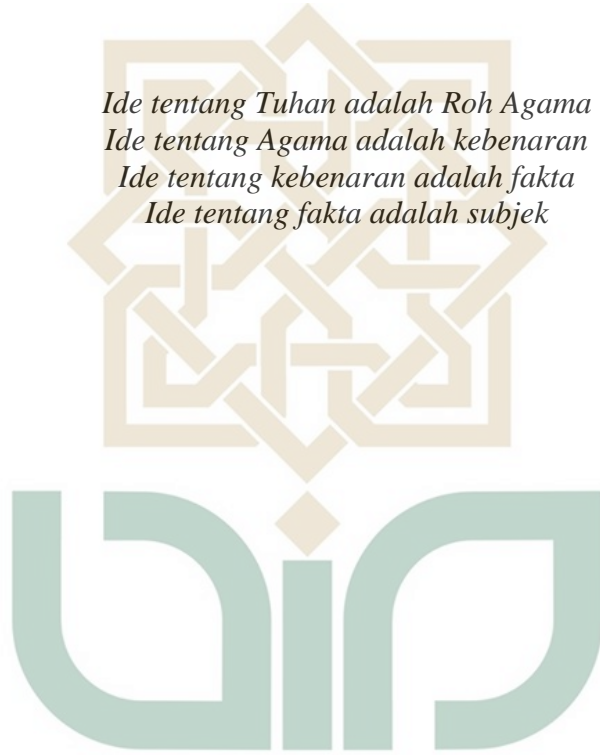 Ide tentang Tuhan adalah Roh Agama
Ide tentang Agama adalah kebenaran
Ide tentang kebenaran adalah fakta
Ide tentang fakta adalah subjek